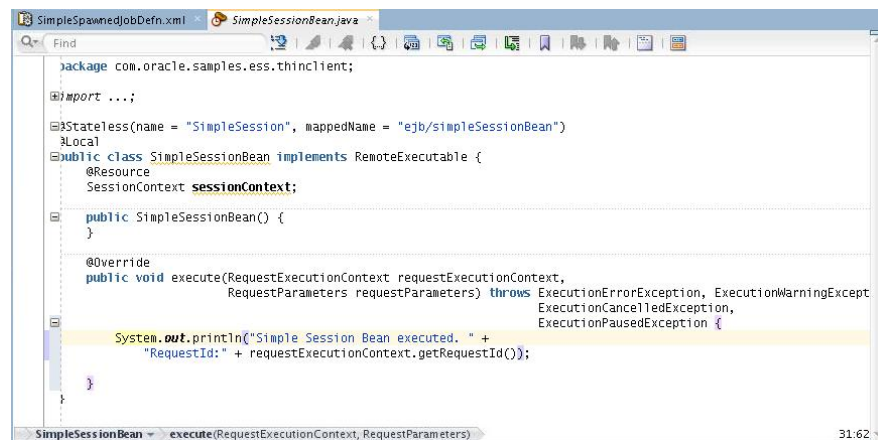 SimpleSpawnedJobDefn.xml SimpleSessionBean.java
Find
package com.oracle.samples.ess.thinclient;
import ...;
@Stateless(name = "SimpleSession", mappedName = "ejb/simpleSessionBean")
@Local
public class SimpleSessionBean implements RemoteExecutable {
@Resource
SessionContext sessionContext;
public SimpleSessionBean() {
}
@Override
public void execute(RequestExecutionContext requestExecutionContext,
RequestParameters requestParameters) throws ExecutionErrorException, ExecutionWarningExcept
ExecutionCancelledException,
ExecutionPausedException {
System.out.println("Simple Session Bean executed. " +
"RequestId:" + requestExecutionContext.getRequestId());
}
}
SimpleSessionBean execute(RequestExecutionContext, RequestParameters) 31:62